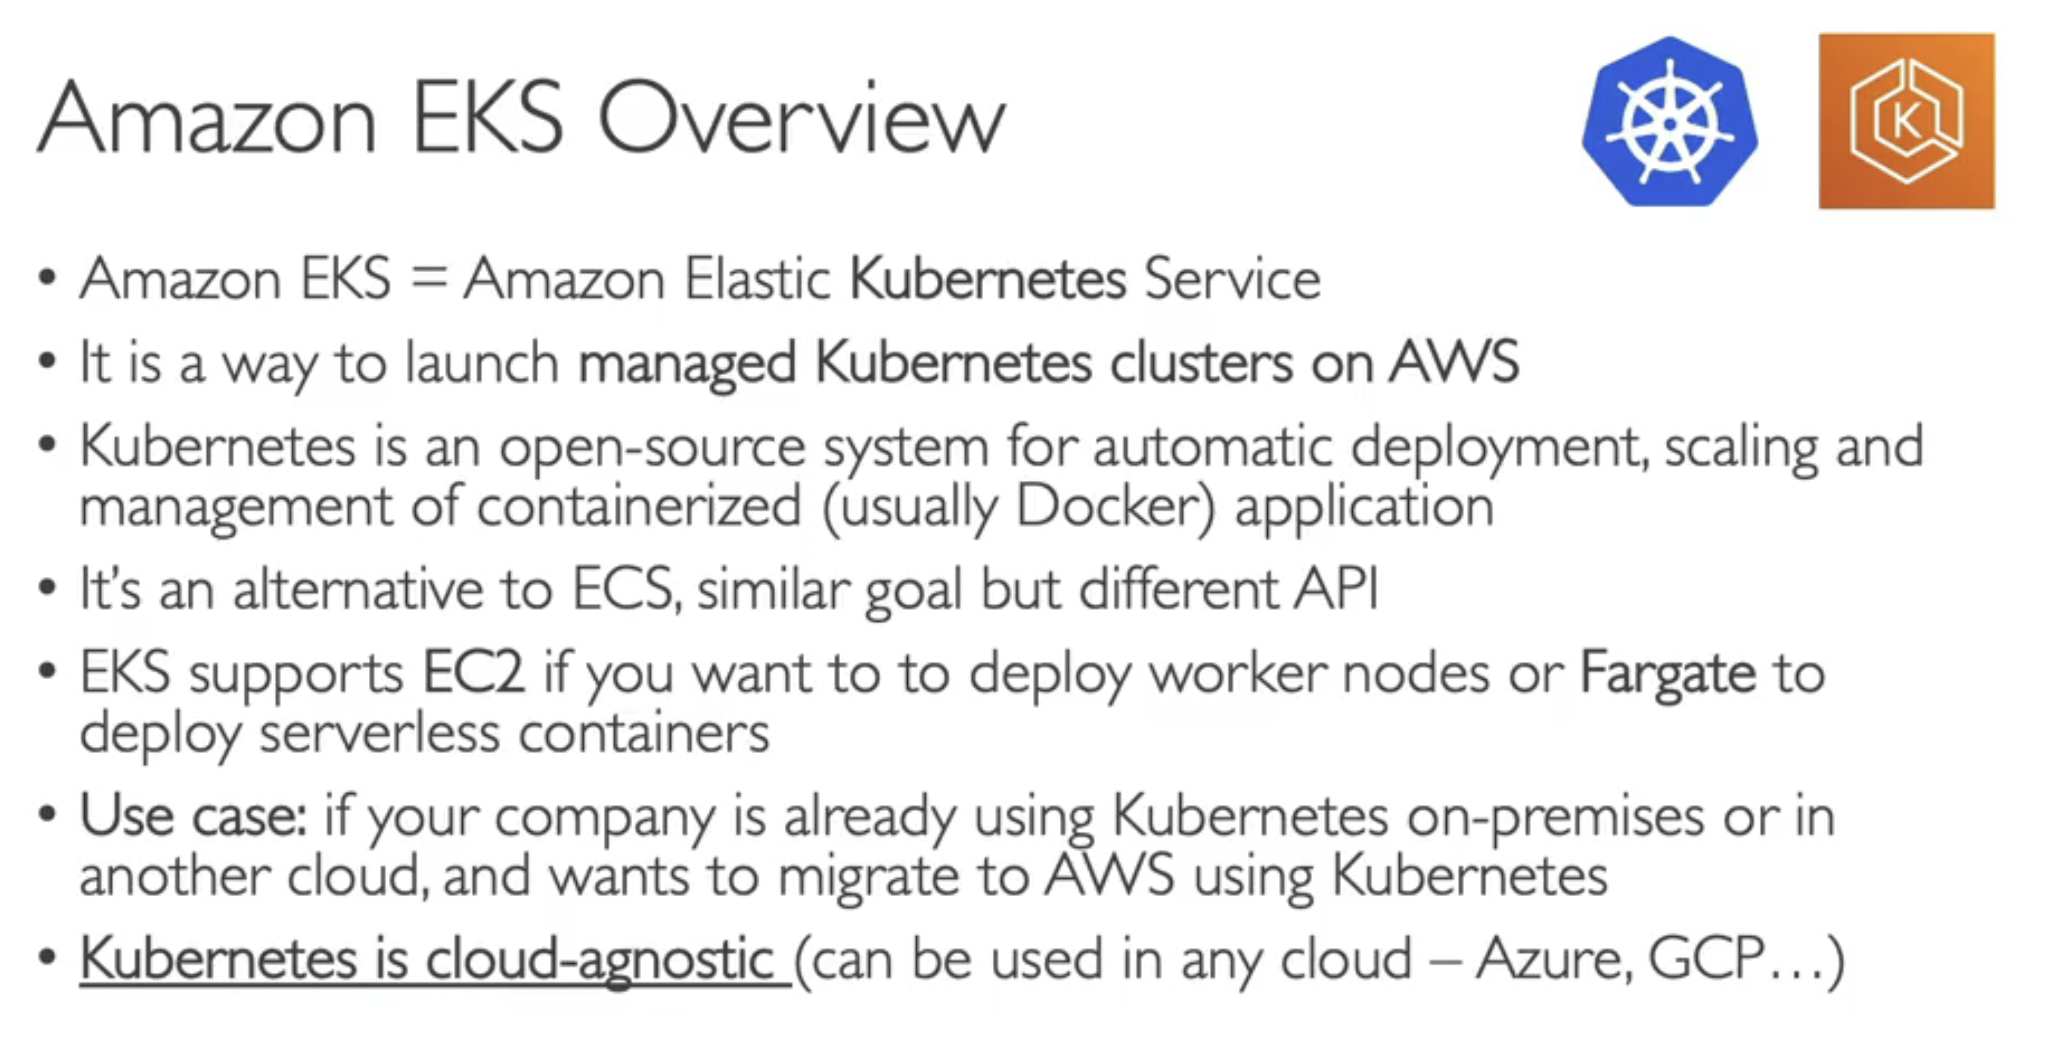 Amazon EKS Overview
K
• Amazon EKS = Amazon Elastic Kubernetes Service
• It is a way to launch managed Kubernetes clusters on AWS
• Kubernetes is an open-source system for automatic deployment, scaling and
management of containerized (usually Docker) application
• It's an alternative to ECS, similar goal but different API
• EKS supports EC2 if you want to to deploy worker nodes or Fargate to
deploy serverless containers
• Use case: if your company is already using Kubernetes on-premises or in
another cloud, and wants to migrate to AWS using Kubernetes
• Kubernetes is cloud-agnostic (can be used in any cloud – Azure, GCP…)